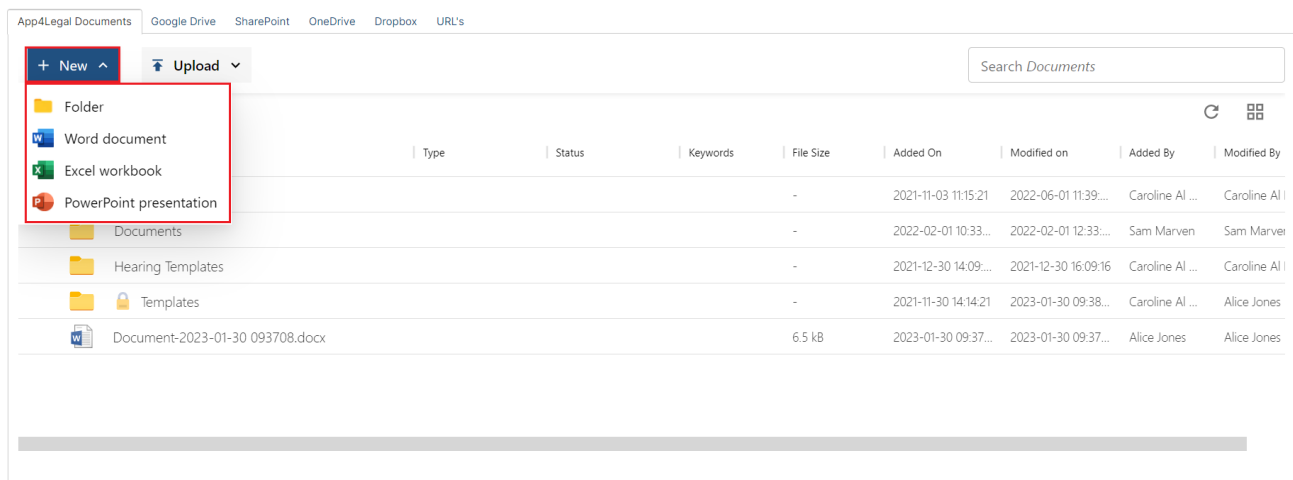 App4Legal Documents Google Drive SharePoint OneDrive Dropbox URL's
+ New Upload Search Documents
Folder
Word document
Excel workbook
PowerPoint presentation
Type Status Keywords File Size Added On Modified on Added By Modified By
- 2021-11-03 11:15:21 2022-06-01 11:39:... Caroline Al ... Caroline Al
Documents - 2022-02-01 10:33... 2022-02-01 12:33:... Sam Marven Sam Marven
Hearing Templates - 2021-12-30 14:09:... 2021-12-30 16:09:16 Caroline Al ... Caroline Al
Templates - 2021-11-30 14:14:21 2023-01-30 09:38... Caroline Al ... Alice Jones
Document-2023-01-30 093708.docx 6.5 kB 2023-01-30 09:37... 2023-01-30 09:37... Alice Jones Alice Jones